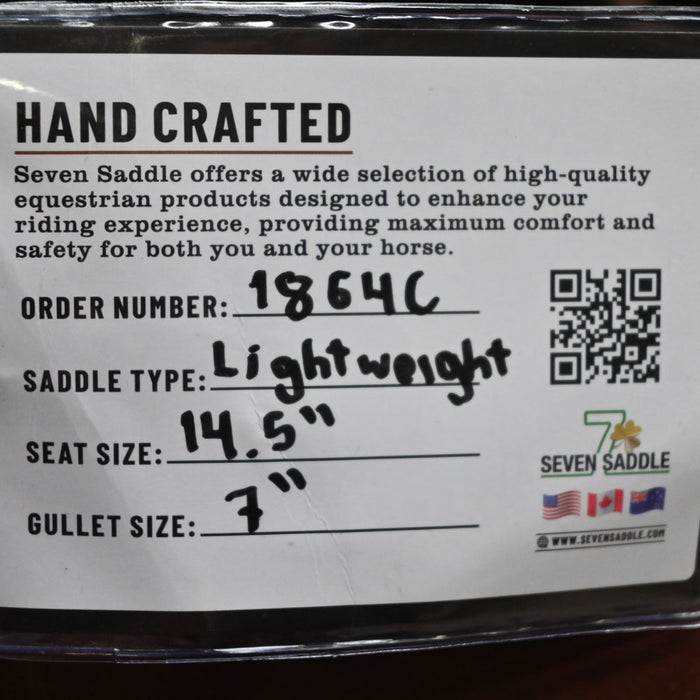 HAND CRAFTED
Seven Saddle offers a wide selection of high-quality
equestrian products designed to enhance your
riding experience, providing maximum comfort and
safety for both you and your horse.
ORDER NUMBER: 1864C
SADDLE TYPE: Lightweight
SEAT SIZE: 14.5"
GULLET SIZE: 7"
7
SEVEN SADDLE
WWW.SEVENSADDLE.COM